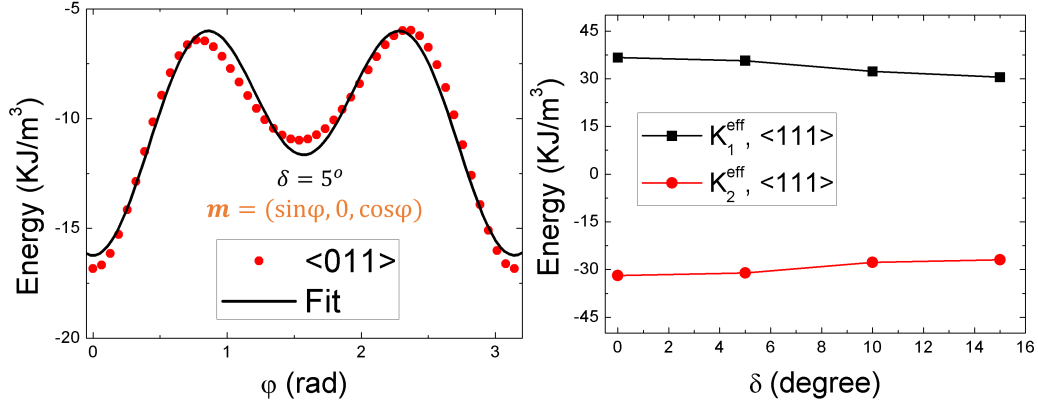 -5
-10
-15
-20
Energy (KJ/m³)
δ = 5ᵒ
m = (sinφ, 0, cosφ)
<011>
Fit
0 1 2 3
φ (rad)
45
30
15
0
-15
-30
-45
Energy (KJ/m³)
K₁ᵉᶠᶠ, <111>
K₂ᵉᶠᶠ, <111>
0 2 4 6 8 10 12 14 16
δ (degree)